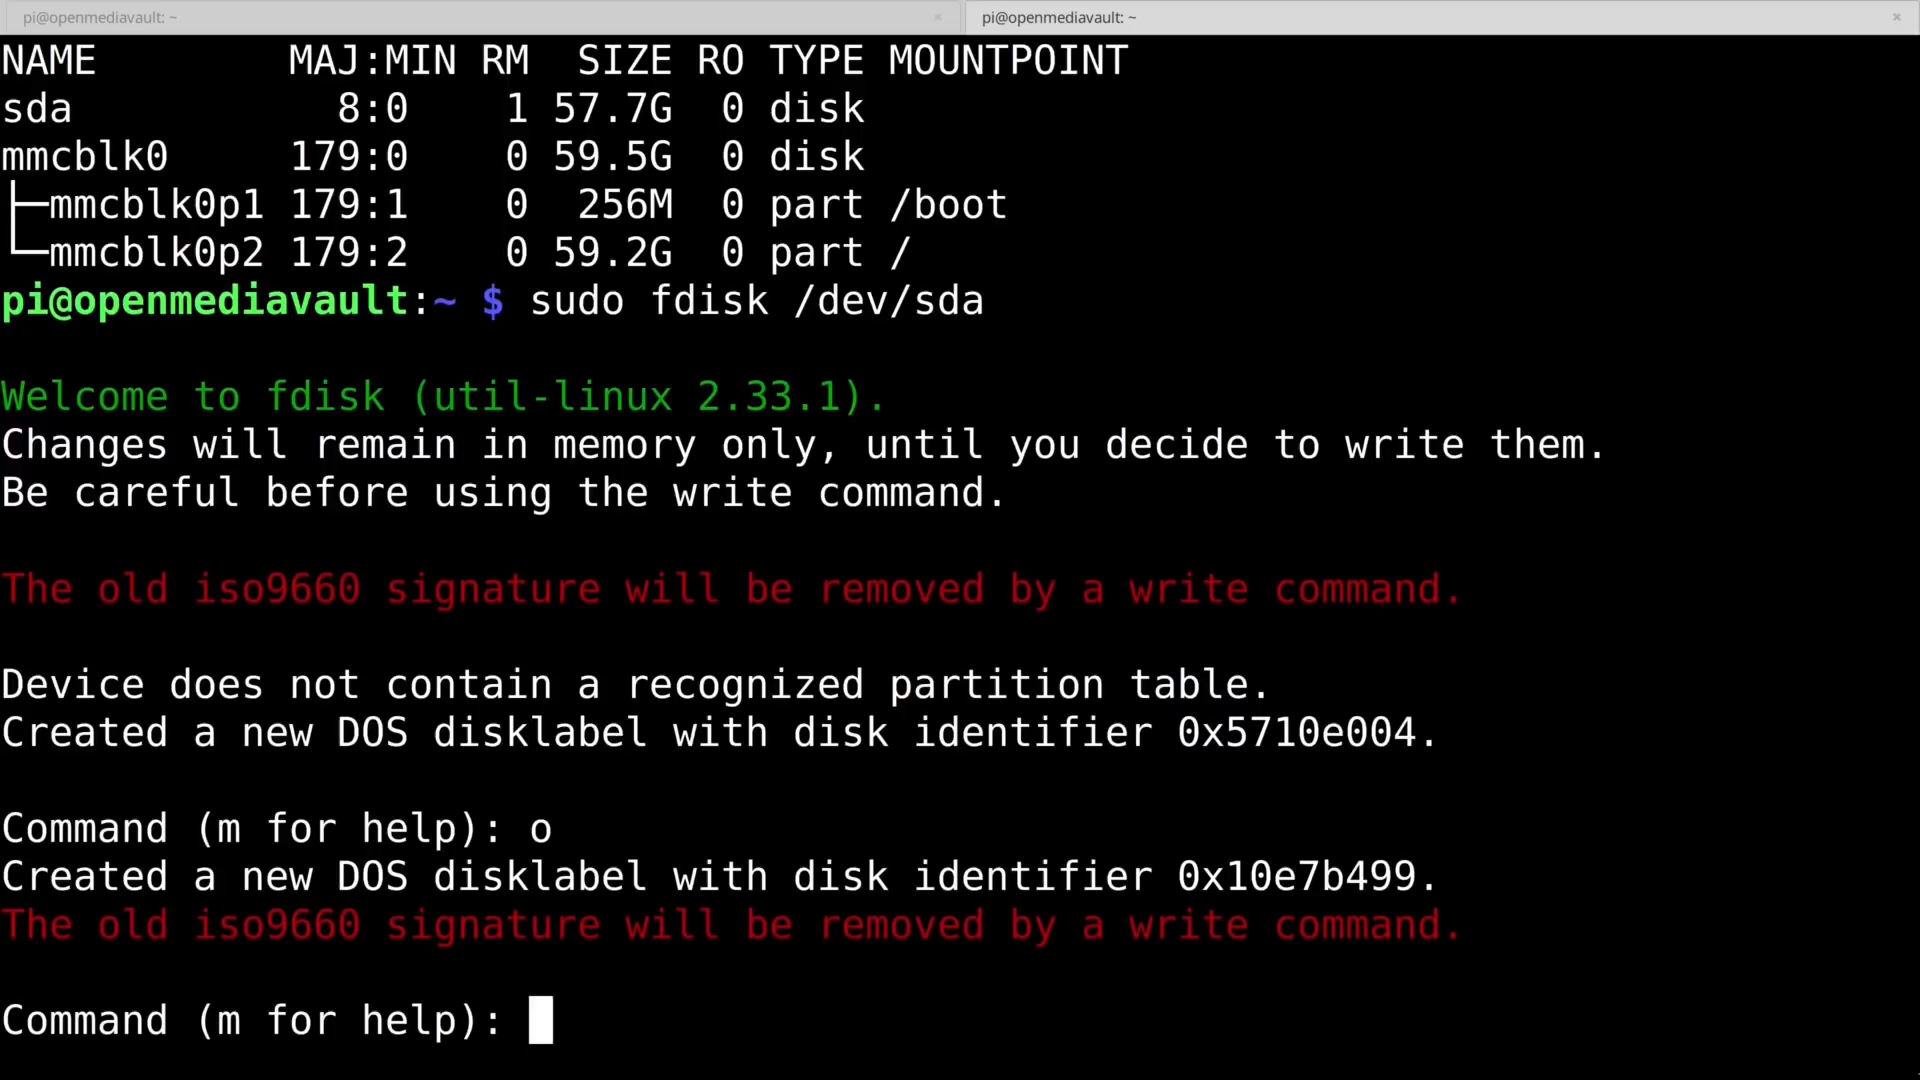 pi@openmediavault: ~ × pi@openmediavault: ~ ×
NAME        MAJ:MIN RM  SIZE RO TYPE MOUNTPOINT
sda           8:0    1 57.7G  0 disk
mmcblk0     179:0    0 59.5G  0 disk
├─mmcblk0p1 179:1    0  256M  0 part /boot
└─mmcblk0p2 179:2    0 59.2G  0 part /
pi@openmediavault:~ $ sudo fdisk /dev/sda
Welcome to fdisk (util-linux 2.33.1).
Changes will remain in memory only, until you decide to write them.
Be careful before using the write command.
The old iso9660 signature will be removed by a write command.
Device does not contain a recognized partition table.
Created a new DOS disklabel with disk identifier 0x5710e004.
Command (m for help): o
Created a new DOS disklabel with disk identifier 0x10e7b499.
The old iso9660 signature will be removed by a write command.
Command (m for help):